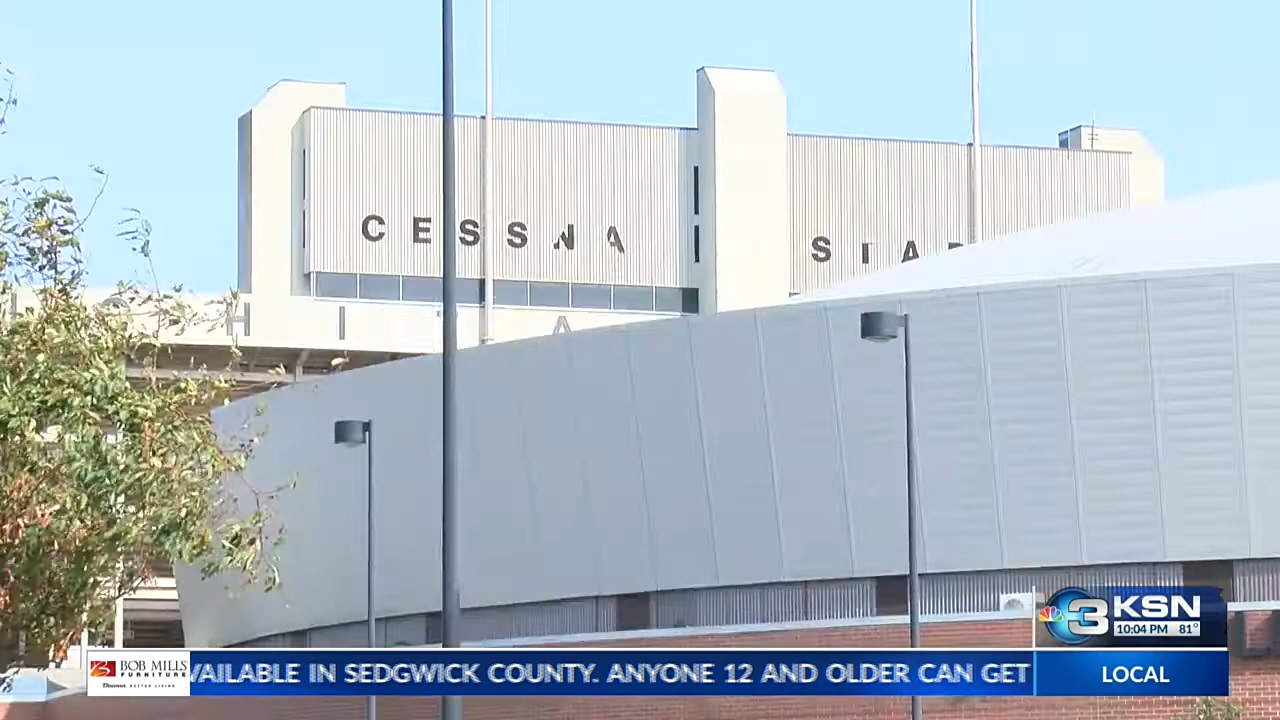 CESSNA STAD
H I
A
3 KSN
10:04 PM 81°
BOB MILLS
FURNITURE
Discover BETTER LIVING
VAILABLE IN SEDGWICK COUNTY. ANYONE 12 AND OLDER CAN GET
LOCAL